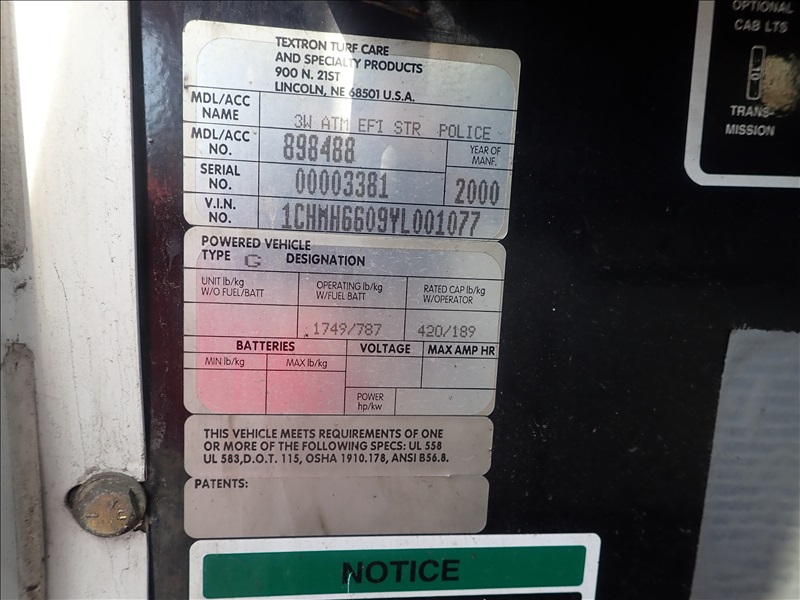 TEXTRON TURF CARE
AND SPECIALTY PRODUCTS
900 N. 21ST
LINCOLN, NE 68501 U.S.A.
MDL/ACC NAME
3W ATM EFI STR POLICE
MDL/ACC NO.
898488
YEAR OF MANF.
2000
SERIAL NO.
00003381
V.I.N. NO.
1CHMH6609YL001077
POWERED VEHICLE
TYPE G DESIGNATION
UNIT lb/kg
W/O FUEL/BATT
OPERATING lb/kg
W/FUEL BATT
RATED CAP lb/kg
W/OPERATOR
1749/787
420/189
BATTERIES
VOLTAGE
MAX AMP HR
MIN lb/kg
MAX lb/kg
POWER
hp/kw
THIS VEHICLE MEETS REQUIREMENTS OF ONE
OR MORE OF THE FOLLOWING SPECS: UL 558
UL 583,D.O.T. 115, OSHA 1910.178, ANSI B56.8.
PATENTS:
NOTICE
OPTIONAL
CAB LTS
TRANS-
MISSION